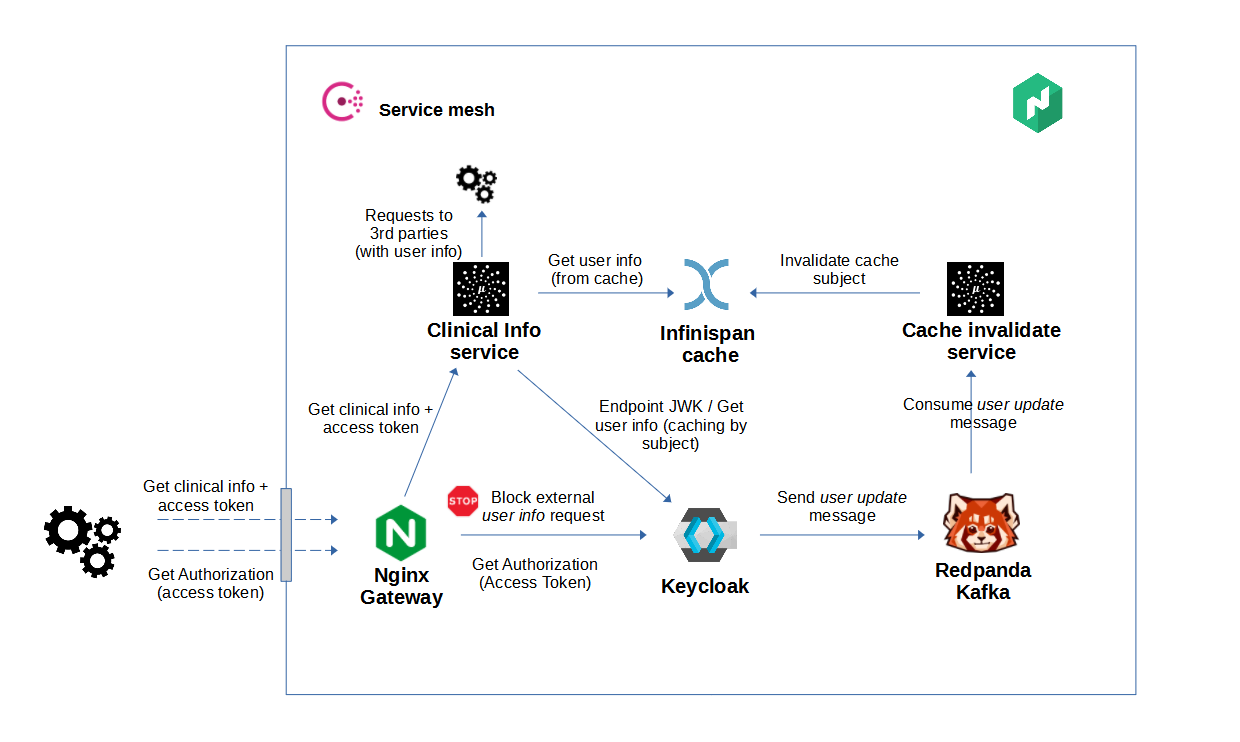 Service mesh
Requests to
3rd parties
(with user info)
μ
Clinical Info
service
Get user info
(from cache)
Infinispan
cache
Invalidate cache
subject
μ
Cache invalidate
service
Get clinical info +
access token
Endpoint JWK / Get
user info (caching by
subject)
Consume user update
message
Get clinical info +
access token
Get Authorization
(access token)
N
Nginx
Gateway
STOP
Block external
user info request
Get Authorization
(Access Token)
Keycloak
Send user update
message
Redpanda
Kafka